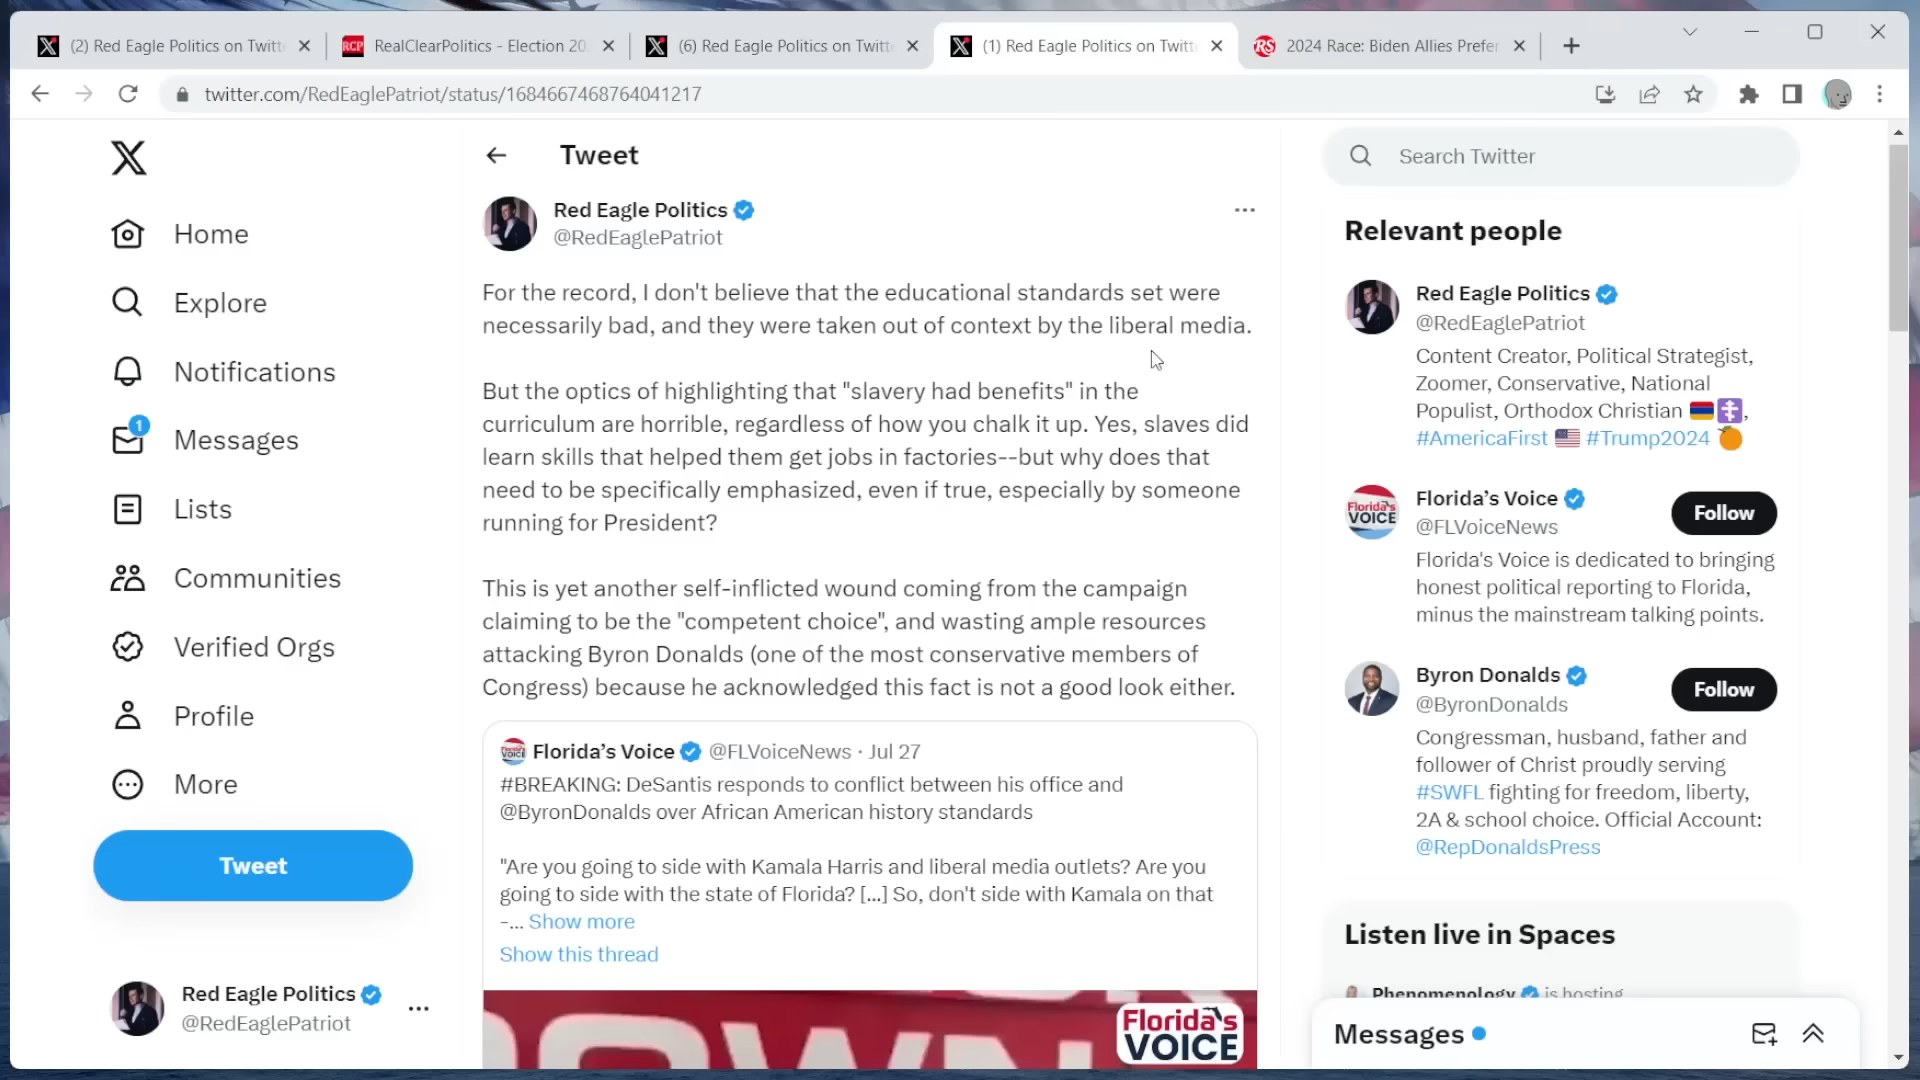 (2) Red Eagle Politics on Twitt
RCP
RealClearPolitics - Election 20
(6) Red Eagle Politics on Twitt
(1) Red Eagle Politics on Twitt
RS
2024 Race: Biden Allies Prefer
twitter.com/RedEaglePatriot/status/1684667468764041217
Home
Explore
Notifications
1
Messages
Lists
Communities
Verified Orgs
Profile
More
Tweet
Red Eagle Politics
@RedEaglePatriot
Tweet
Red Eagle Politics
@RedEaglePatriot
For the record, I don't believe that the educational standards set were
necessarily bad, and they were taken out of context by the liberal media.
But the optics of highlighting that "slavery had benefits" in the
curriculum are horrible, regardless of how you chalk it up. Yes, slaves did
learn skills that helped them get jobs in factories--but why does that
need to be specifically emphasized, even if true, especially by someone
running for President?
This is yet another self-inflicted wound coming from the campaign
claiming to be the "competent choice", and wasting ample resources
attacking Byron Donalds (one of the most conservative members of
Congress) because he acknowledged this fact is not a good look either.
Florida's VOICE
Florida’s Voice @FLVoiceNews · Jul 27
#BREAKING: DeSantis responds to conflict between his office and
@ByronDonalds over African American history standards
"Are you going to side with Kamala Harris and liberal media outlets? Are you
going to side with the state of Florida? [...] So, don't side with Kamala on that
-... Show more
Show this thread
Florida's
VOICE
Search Twitter
Relevant people
Red Eagle Politics
@RedEaglePatriot
Content Creator, Political Strategist,
Zoomer, Conservative, National
Populist, Orthodox Christian 🇦🇲☦️,
#AmericaFirst 🇺🇸 #Trump2024 🍊
Florida's
VOICE
Florida’s Voice
@FLVoiceNews
Follow
Florida's Voice is dedicated to bringing
honest political reporting to Florida,
minus the mainstream talking points.
Byron Donalds
@ByronDonalds
Follow
Congressman, husband, father and
follower of Christ proudly serving
#SWFL fighting for freedom, liberty,
2A & school choice. Official Account:
@RepDonaldsPress
Listen live in Spaces
Phenomenology is hosting
Messages